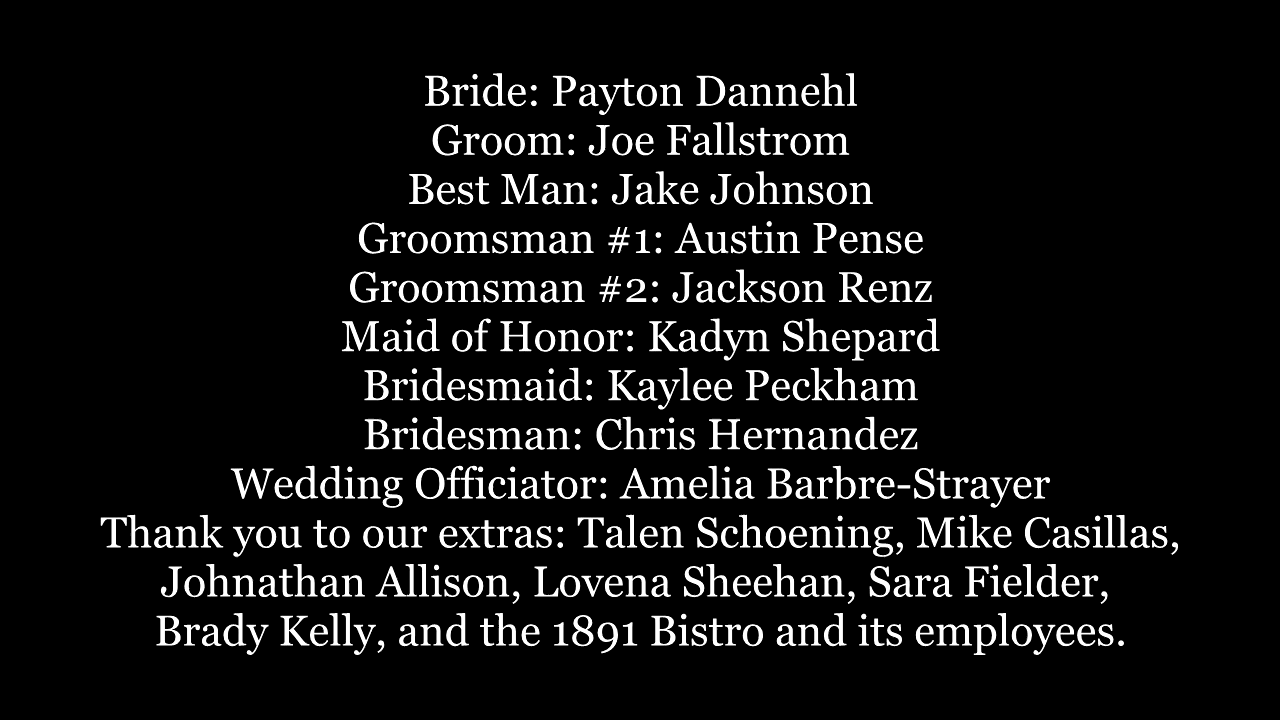 Bride: Payton Dannehl
Groom: Joe Fallstrom
Best Man: Jake Johnson
Groomsman #1: Austin Pense
Groomsman #2: Jackson Renz
Maid of Honor: Kadyn Shepard
Bridesmaid: Kaylee Peckham
Bridesman: Chris Hernandez
Wedding Officiator: Amelia Barbre-Strayer
Thank you to our extras: Talen Schoening, Mike Casillas,
Johnathan Allison, Lovena Sheehan, Sara Fielder,
Brady Kelly, and the 1891 Bistro and its employees.